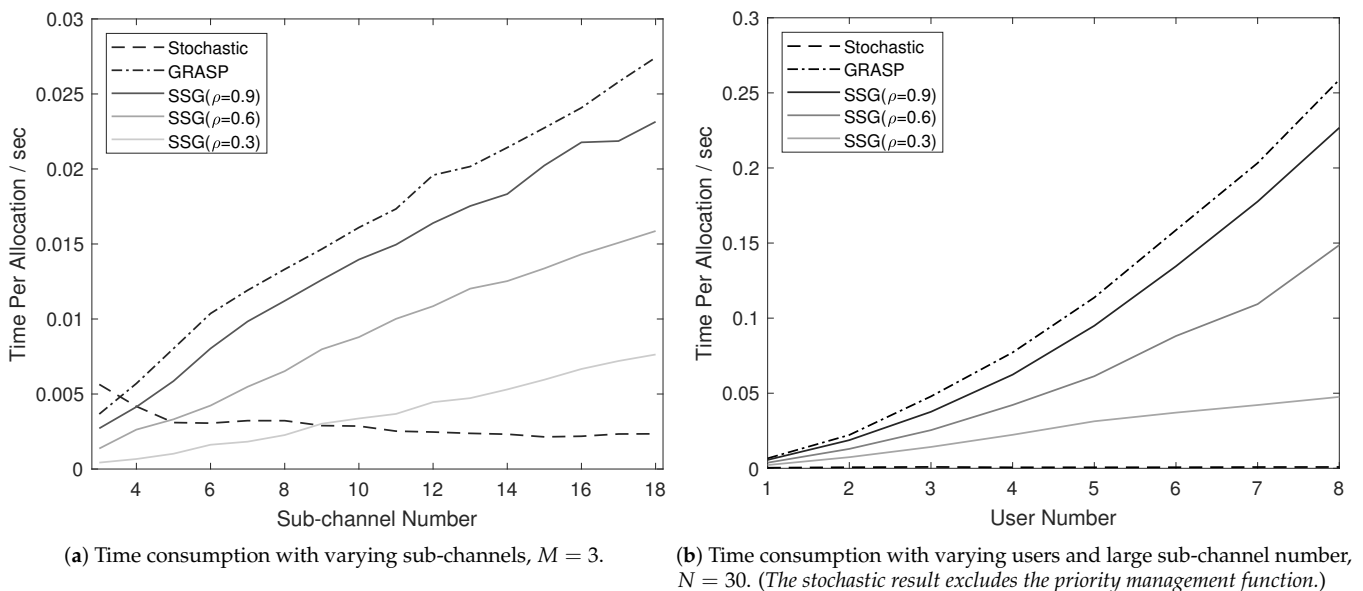 0.03
0.025
0.02
0.015
0.01
0.005
0
Time Per Allocation / sec
Stochastic
GRASP
SSG(ρ=0.9)
SSG(ρ=0.6)
SSG(ρ=0.3)
4 6 8 10 12 14 16 18
Sub-channel Number
(a) Time consumption with varying sub-channels, M = 3.
0.3
0.25
0.2
0.15
0.1
0.05
0
Time Per Allocation / sec
Stochastic
GRASP
SSG(ρ=0.9)
SSG(ρ=0.6)
SSG(ρ=0.3)
1 2 3 4 5 6 7 8
User Number
(b) Time consumption with varying users and large sub-channel number,
N = 30. (The stochastic result excludes the priority management function.)